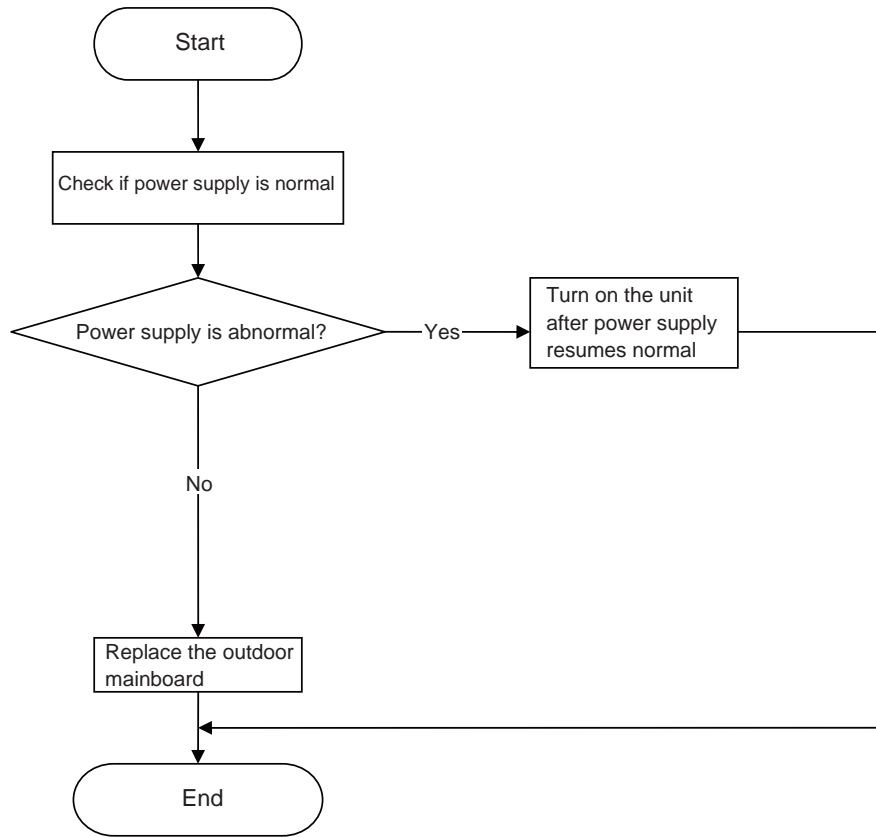 Start
Check if power supply is normal
Power supply is abnormal?
Yes
Turn on the unit
after power supply
resumes normal
No
Replace the outdoor
mainboard
End